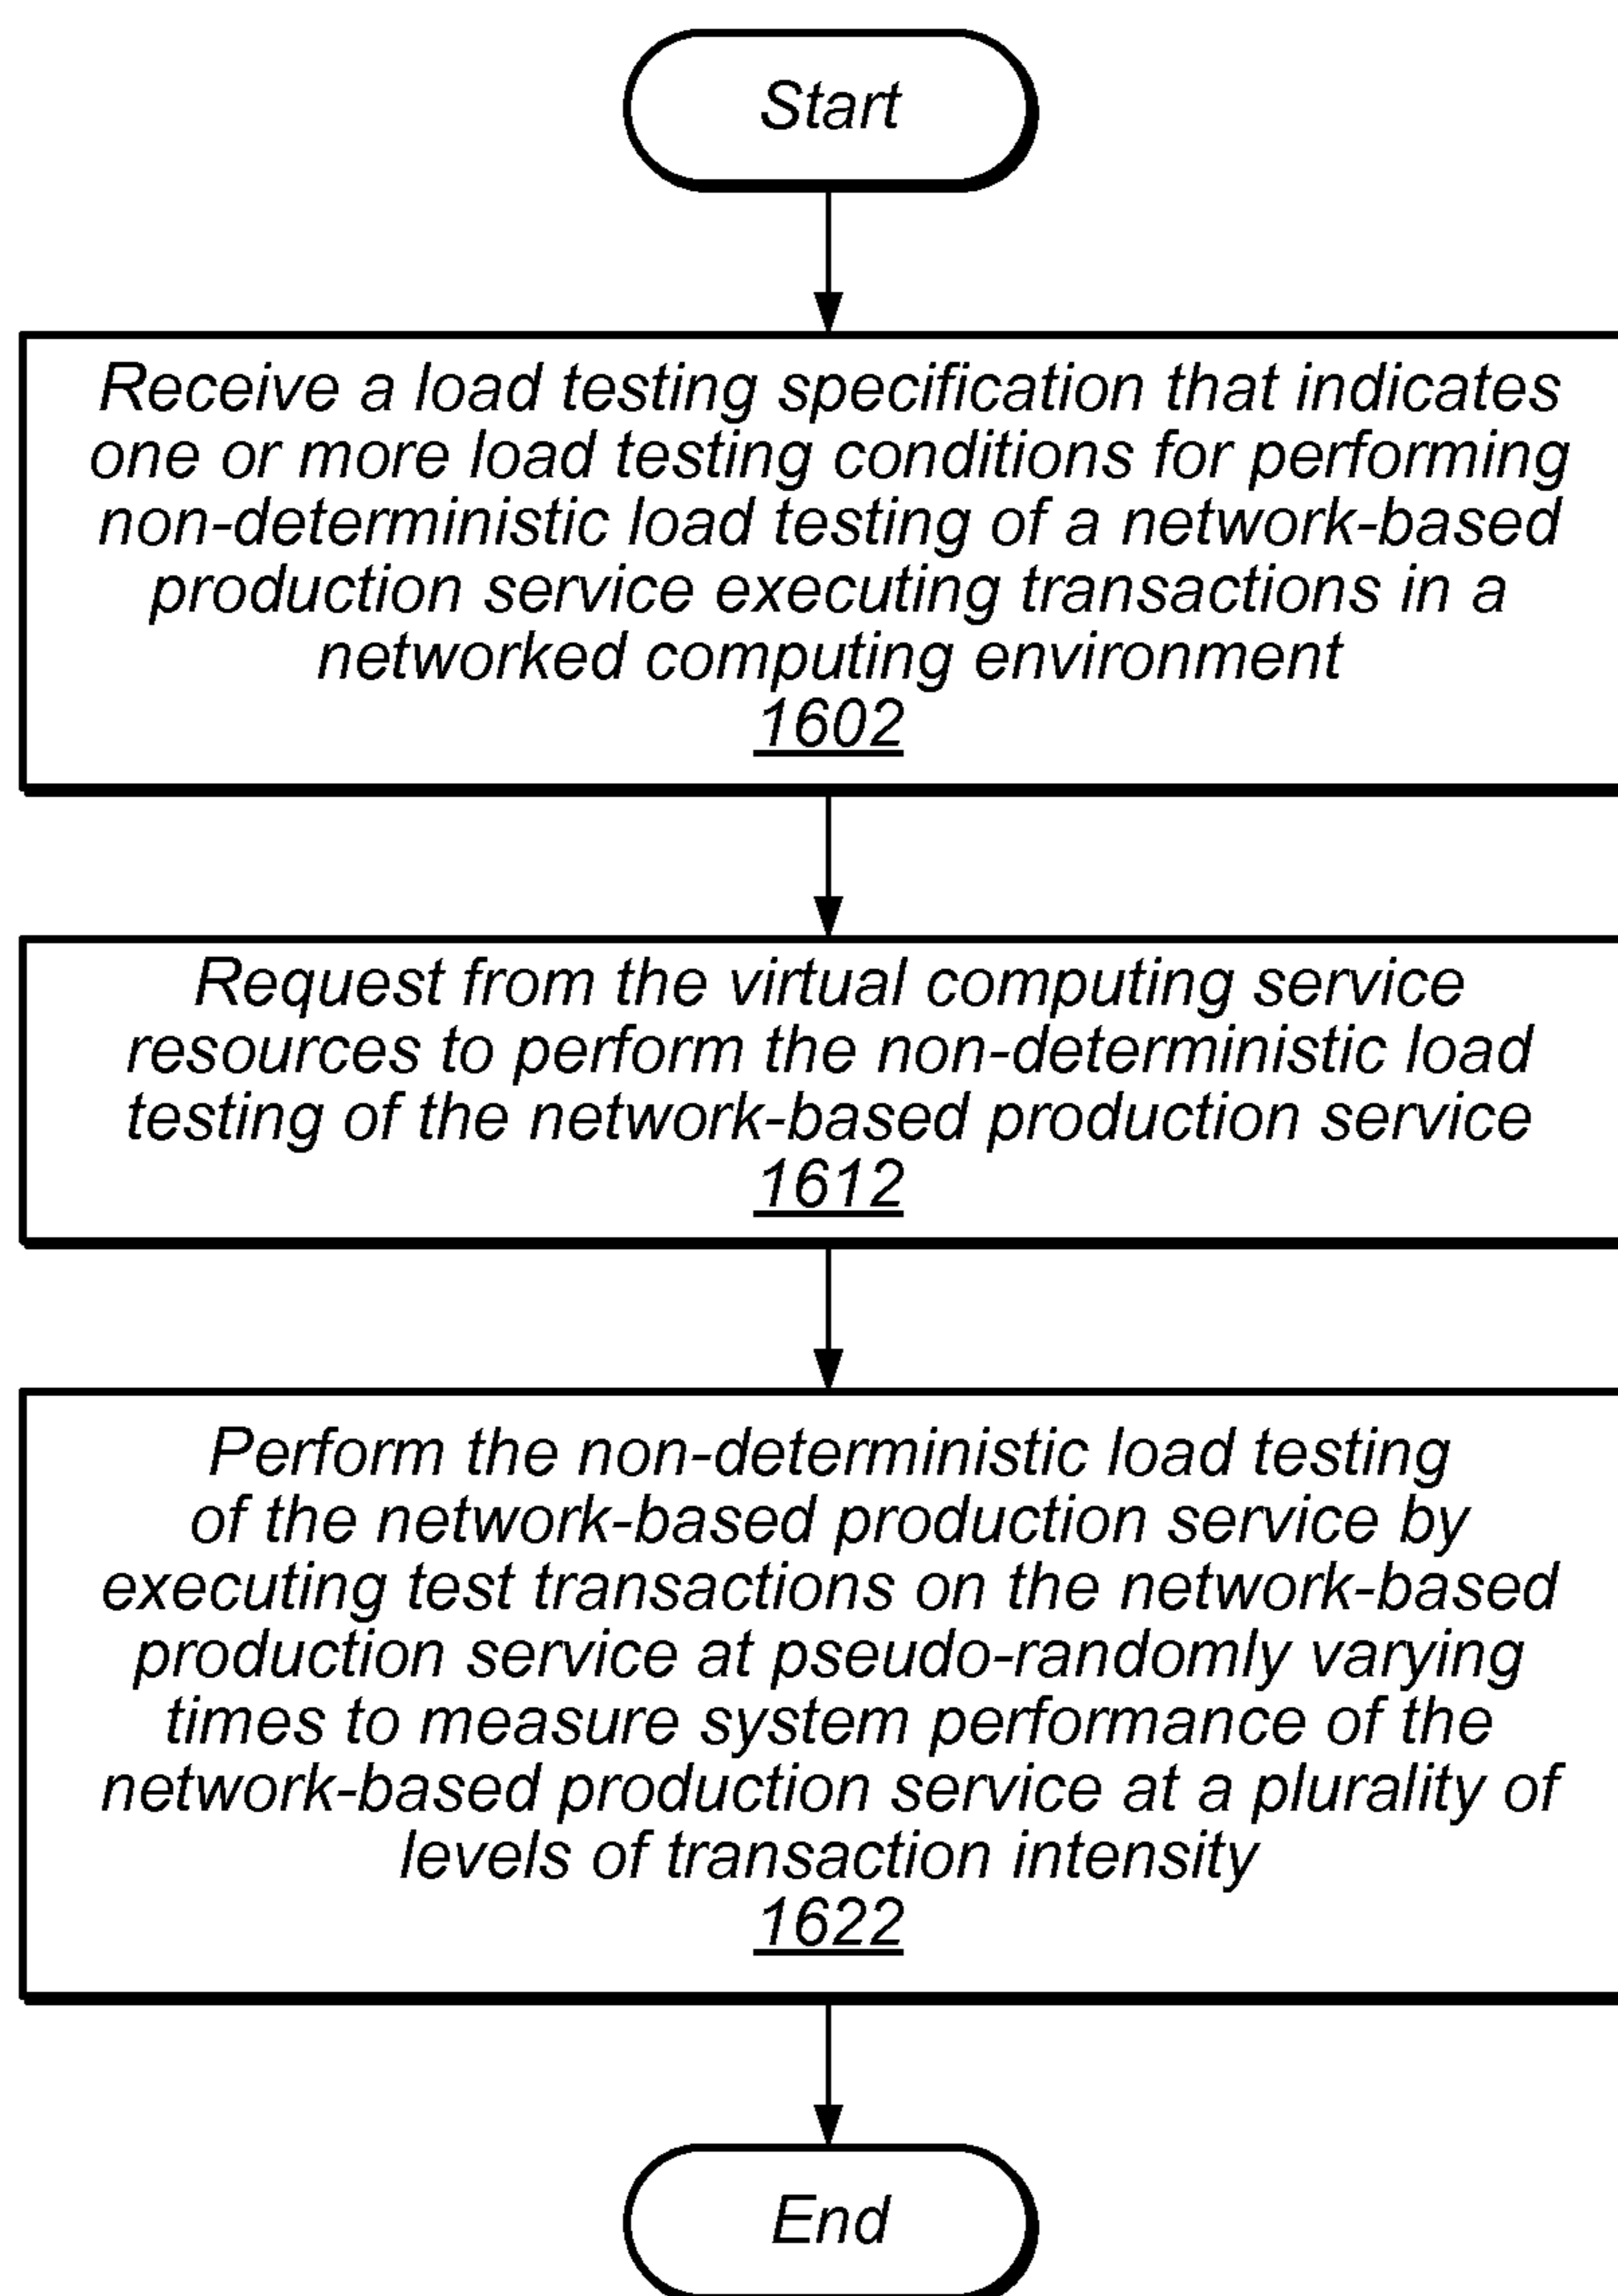 Start
Receive a load testing specification that indicates
one or more load testing conditions for performing
non-deterministic load testing of a network-based
production service executing transactions in a
networked computing environment
1602
Request from the virtual computing service
resources to perform the non-deterministic load
testing of the network-based production service
1612
Perform the non-deterministic load testing
of the network-based production service by
executing test transactions on the network-based
production service at pseudo-randomly varying
times to measure system performance of the
network-based production service at a plurality of
levels of transaction intensity
1622
End